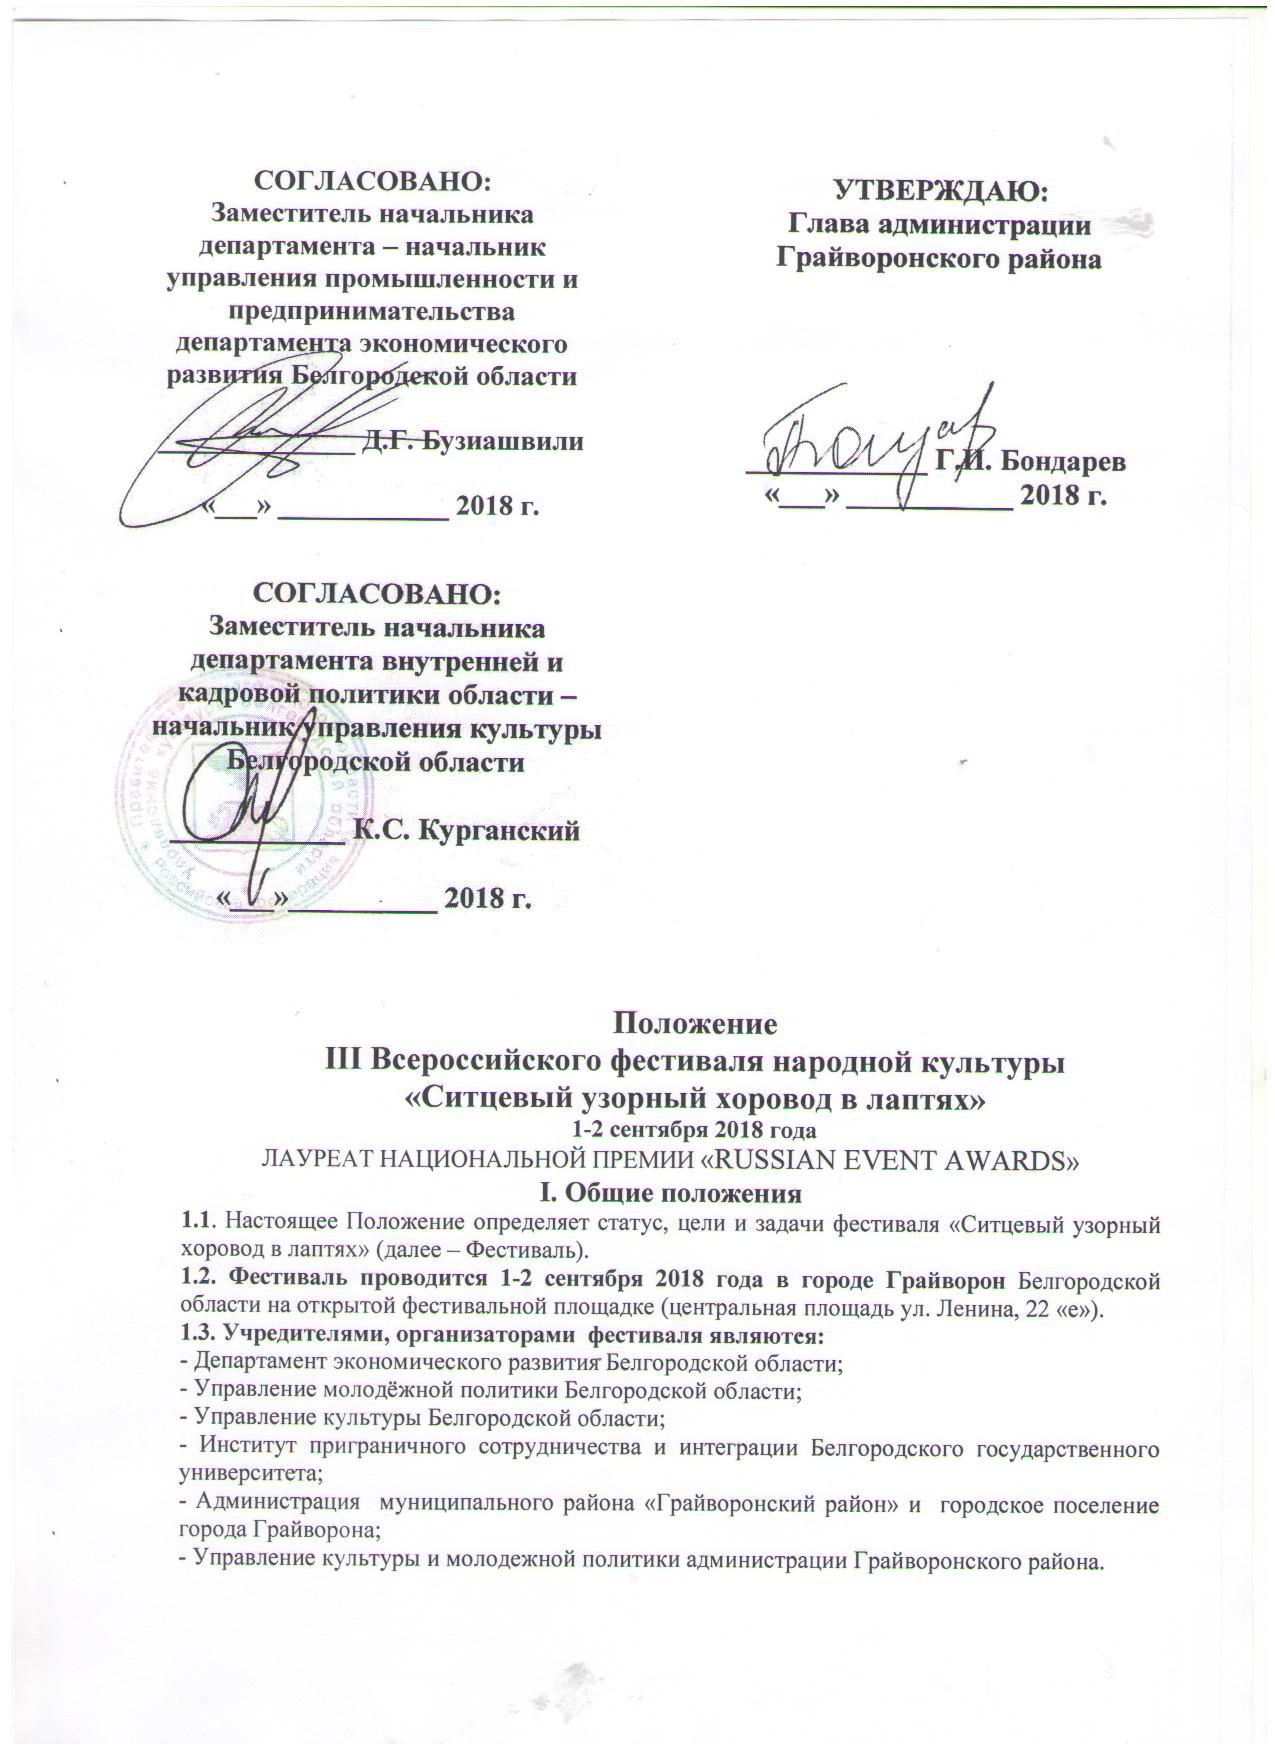 СОГЛАСОВАНО:
Заместитель начальника
департамента – начальник
управления промышленности и
предпринимательства
департамента экономического
развития Белгородской области
______________ Д.Г. Бузиашвили
«___» ____________ 2018 г.
УТВЕРЖДАЮ:
Глава администрации
Грайворонского района
_____________ Г.И. Бондарев
«___» ____________ 2018 г.
СОГЛАСОВАНО:
Заместитель начальника
департамента внутренней и
кадровой политики области –
начальник управления культуры
Белгородской области
____________ К.С. Курганский
«___»__________ 2018 г.
Положение
III Всероссийского фестиваля народной культуры
«Ситцевый узорный хоровод в лаптях»
1-2 сентября 2018 года
ЛАУРЕАТ НАЦИОНАЛЬНОЙ ПРЕМИИ «RUSSIAN EVENT AWARDS»
I. Общие положения
1.1. Настоящее Положение определяет статус, цели и задачи фестиваля «Ситцевый узорный
хоровод в лаптях» (далее – Фестиваль).
1.2. Фестиваль проводится 1-2 сентября 2018 года в городе Грайворон Белгородской
области на открытой фестивальной площадке (центральная площадь ул. Ленина, 22 «е»).
1.3. Учредителями, организаторами фестиваля являются:
- Департамент экономического развития Белгородской области;
- Управление молодёжной политики Белгородской области;
- Управление культуры Белгородской области;
- Институт приграничного сотрудничества и интеграции Белгородского государственного
университета;
- Администрация муниципального района «Грайворонский район» и городское поселение
города Грайворона;
- Управление культуры и молодежной политики администрации Грайворонского района.